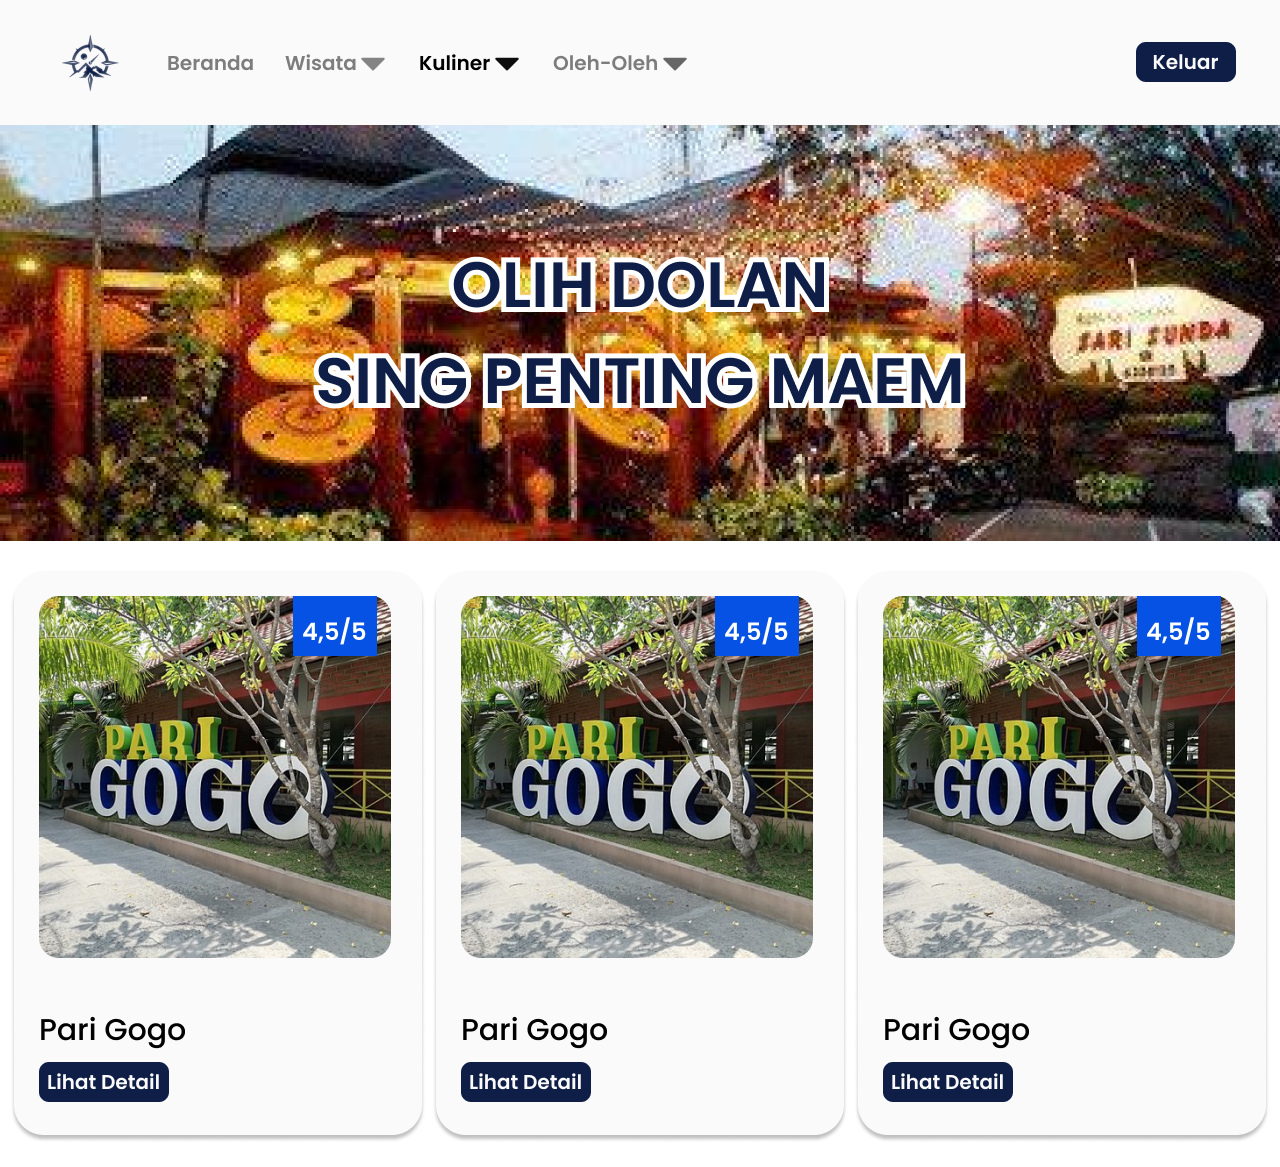 Beranda Wisata Kuliner Oleh-Oleh Keluar
OLIH DOLAN
SING PENTING MAEM
SARI SUNDA
4,5/5 4,5/5 4,5/5
PARI PARI PARI
GOGO GOGO GOGO
Pari Gogo Pari Gogo Pari Gogo
Lihat Detail Lihat Detail Lihat Detail